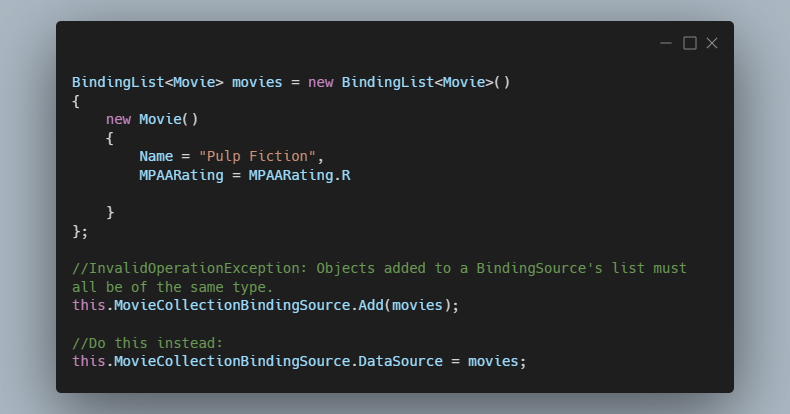 BindingList<Movie> movies = new BindingList<Movie>()
{
    new Movie()
    {
        Name = "Pulp Fiction",
        MPAARating = MPAARating.R

    }
};

//InvalidOperationException: Objects added to a BindingSource's list must
all be of the same type.
this.MovieCollectionBindingSource.Add(movies);

//Do this instead:
this.MovieCollectionBindingSource.DataSource = movies;